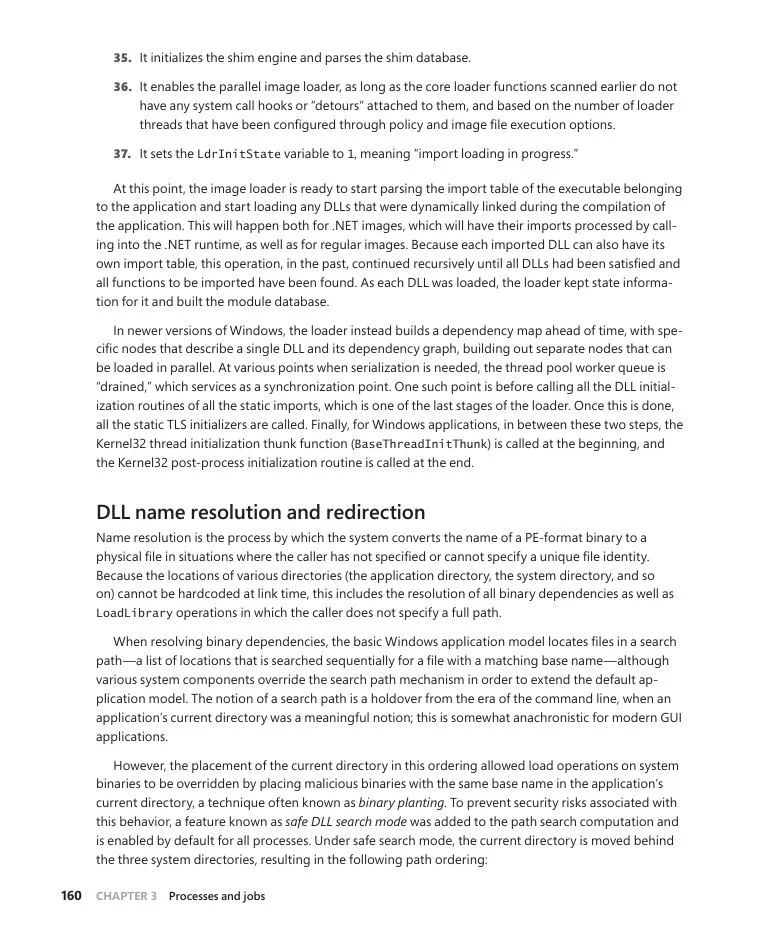 35. It initializes the shim engine and parses the shim database.
36. It enables the parallel image loader, as long as the core loader functions scanned earlier do not
have any system call hooks or “detours” attached to them, and based on the number of loader
threads that have been configured through policy and image file execution options.
37. It sets the LdrInitState variable to 1, meaning “import loading in progress.”
At this point, the image loader is ready to start parsing the import table of the executable belonging
to the application and start loading any DLLs that were dynamically linked during the compilation of
the application. This will happen both for .NET images, which will have their imports processed by call-
ing into the .NET runtime, as well as for regular images. Because each imported DLL can also have its
own import table, this operation, in the past, continued recursively until all DLLs had been satisfied and
all functions to be imported have been found. As each DLL was loaded, the loader kept state informa-
tion for it and built the module database.
In newer versions of Windows, the loader instead builds a dependency map ahead of time, with spe-
cific nodes that describe a single DLL and its dependency graph, building out separate nodes that can
be loaded in parallel. At various points when serialization is needed, the thread pool worker queue is
“drained,” which services as a synchronization point. One such point is before calling all the DLL initial-
ization routines of all the static imports, which is one of the last stages of the loader. Once this is done,
all the static TLS initializers are called. Finally, for Windows applications, in between these two steps, the
Kernel32 thread initialization thunk function (BaseThreadInitThunk) is called at the beginning, and
the Kernel32 post-process initialization routine is called at the end.
DLL name resolution and redirection
Name resolution is the process by which the system converts the name of a PE-format binary to a
physical file in situations where the caller has not specified or cannot specify a unique file identity.
Because the locations of various directories (the application directory, the system directory, and so
on) cannot be hardcoded at link time, this includes the resolution of all binary dependencies as well as
LoadLibrary operations in which the caller does not specify a full path.
When resolving binary dependencies, the basic Windows application model locates files in a search
path—a list of locations that is searched sequentially for a file with a matching base name—although
various system components override the search path mechanism in order to extend the default ap-
plication model. The notion of a search path is a holdover from the era of the command line, when an
application’s current directory was a meaningful notion; this is somewhat anachronistic for modern GUI
applications.
However, the placement of the current directory in this ordering allowed load operations on system
binaries to be overridden by placing malicious binaries with the same base name in the application’s
current directory, a technique often known as binary planting. To prevent security risks associated with
this behavior, a feature known as safe DLL search mode was added to the path search computation and
is enabled by default for all processes. Under safe search mode, the current directory is moved behind
the three system directories, resulting in the following path ordering:
160 CHAPTER 3 Processes and jobs